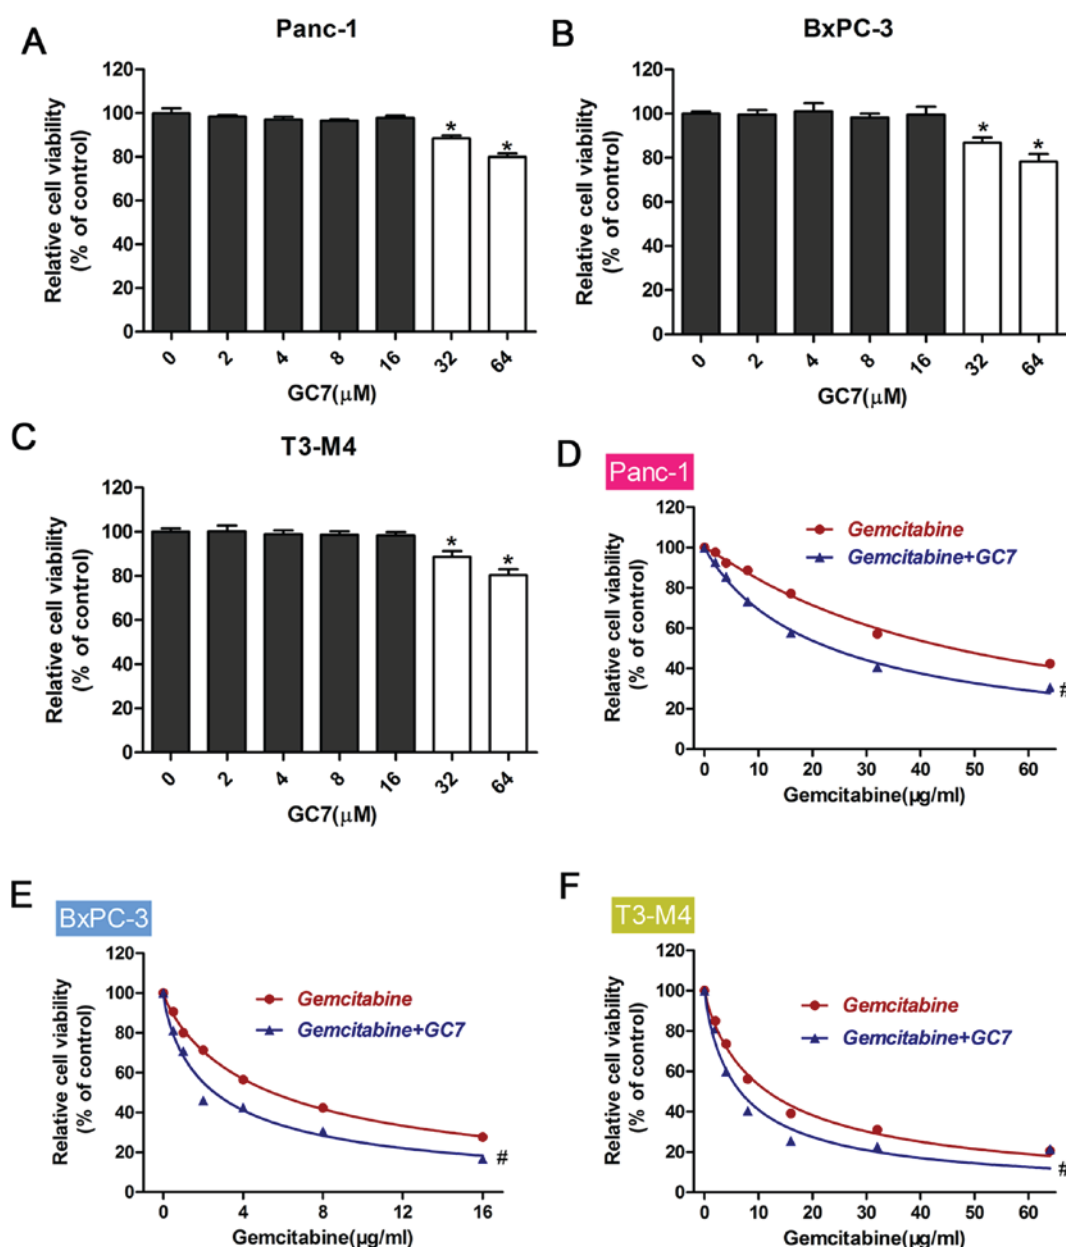 A
Panc-1
Relative cell viability
(% of control)
120
100
80
60
40
20
0
*
*
0
2
4
8
16
32
64
GC7(μM)
B
BxPC-3
Relative cell viability
(% of control)
120
100
80
60
40
20
0
*
*
0
2
4
8
16
32
64
GC7(μM)
C
T3-M4
Relative cell viability
(% of control)
120
100
80
60
40
20
0
*
*
0
2
4
8
16
32
64
GC7(μM)
D
Panc-1
Relative cell viability
(% of control)
120
100
80
60
40
20
0
Gemcitabine
Gemcitabine+GC7
#
0
10
20
30
40
50
60
Gemcitabine(µg/ml)
E
BxPC-3
Relative cell viability
(% of control)
120
100
80
60
40
20
0
Gemcitabine
Gemcitabine+GC7
#
0
4
8
12
16
Gemcitabine(µg/ml)
F
T3-M4
Relative cell viability
(% of control)
120
100
80
60
40
20
0
Gemcitabine
Gemcitabine+GC7
#
0
10
20
30
40
50
60
Gemcitabine(µg/ml)